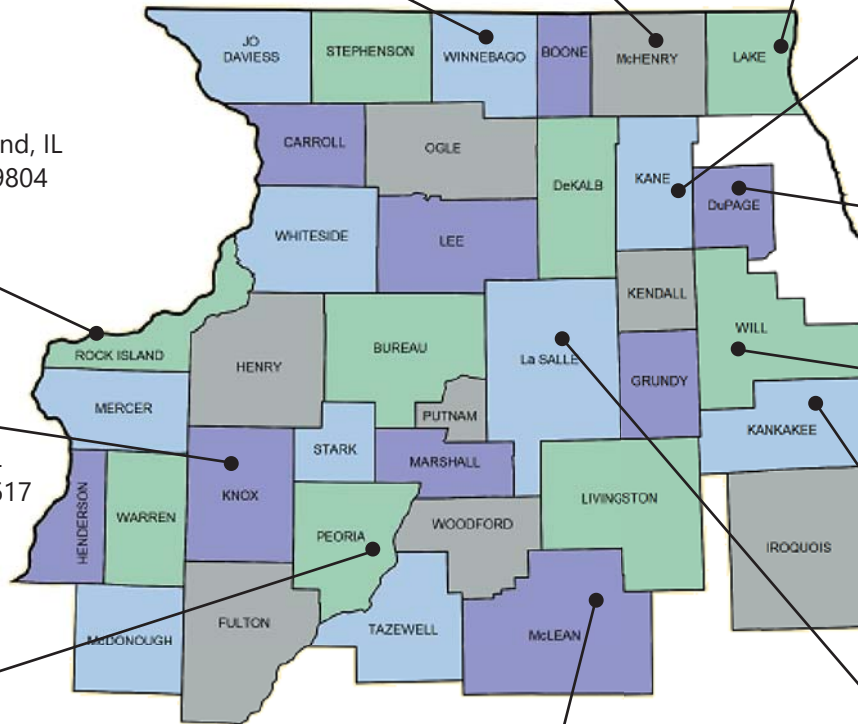 JO
DAVIESS
STEPHENSON
WINNEBAGO
BOONE
McHENRY
LAKE
nd, IL
9804
CARROLL
OGLE
DeKALB
KANE
DuPAGE
WHITESIDE
LEE
KENDALL
WILL
ROCK ISLAND
HENRY
BUREAU
La SALLE
GRUNDY
MERCER
PUTNAM
KANKAKEE
STARK
MARSHALL
517
HENDERSON
WARREN
KNOX
LIVINGSTON
PEORIA
WOODFORD
IROQUOIS
FULTON
TAZEWELL
McLEAN
McDONOUGH